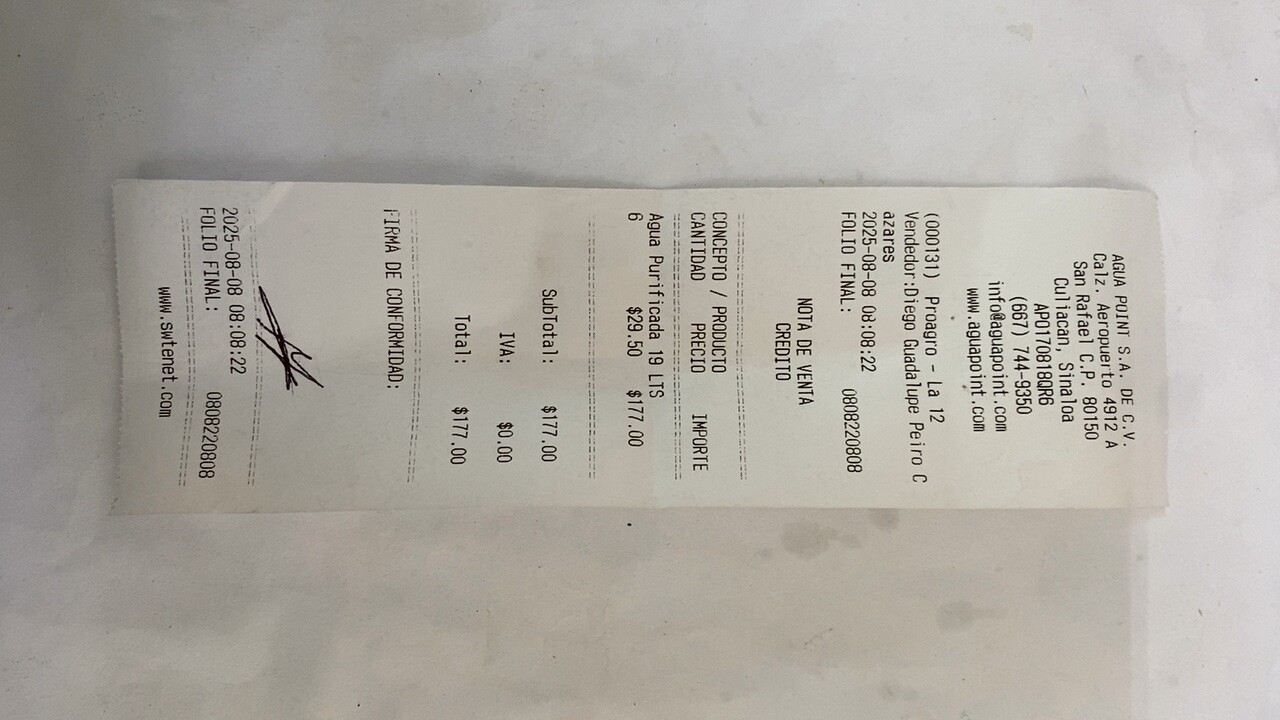 AGUA POINT S.A. DE C.V.
Calz. Aeropuerto 4912 A
San Rafael C.P. 80150
Culiacan, Sinaloa
APO170818QR6
(667) 744-9350
info@aguapoint.com
www.aguapoint.com
(000131) Proagro - La 12
Vendedor:Diego Guadalupe Peiro C
azares
2025-08-08 08:08:22
FOLIO FINAL: 0808220808
NOTA DE VENTA
CREDITO
CONCEPTO / PRODUCTO
CANTIDAD PRECIO IMPORTE
Agua Purificada 19 LTS
6 $29.50 $177.00
SubTotal: $177.00
IVA: $0.00
Total: $177.00
FIRMA DE CONFORMIDAD:
2025-08-08 08:08:22
FOLIO FINAL: 0808220808
www.swtenet.com